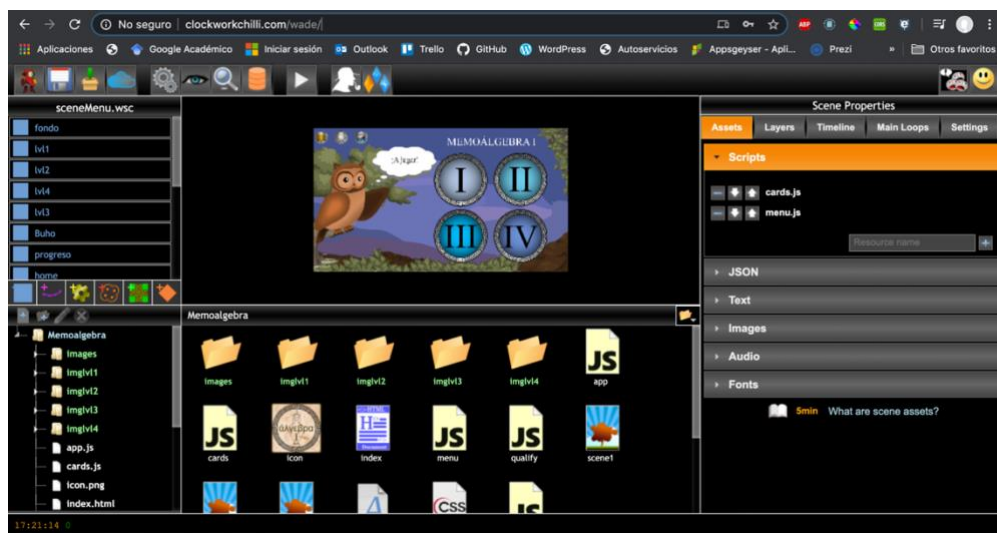 No seguro | clockworkchilli.com/wade/
ABP
Aplicaciones Google Académico Iniciar sesión Outlook Trello GitHub WordPress Autoservicios Appsgeyser - Apli... Prezi » Otros favoritos
sceneMenu.wsc
fondo
lvl1
lvl2
lvl4
lvl3
Buho
progreso
home
MEMOÁLGEBRA I
¡A jugar!
I II
III IV
Scene Properties
Assets Layers Timeline Main Loops Settings
Scripts
cards.js
menu.js
Resource name
JSON
Text
Images
Audio
Fonts
5min What are scene assets?
Memoalgebra
images
imglvl1
imglvl2
imglvl3
imglvl4
app.js
cards.js
icon.png
index.html
Memoalgebra
images imglvl1 imglvl2 imglvl3 imglvl4 JS app
JS cards icon HTML index JS menu JS qualify scene1
A CSS JS
17:21:14 0